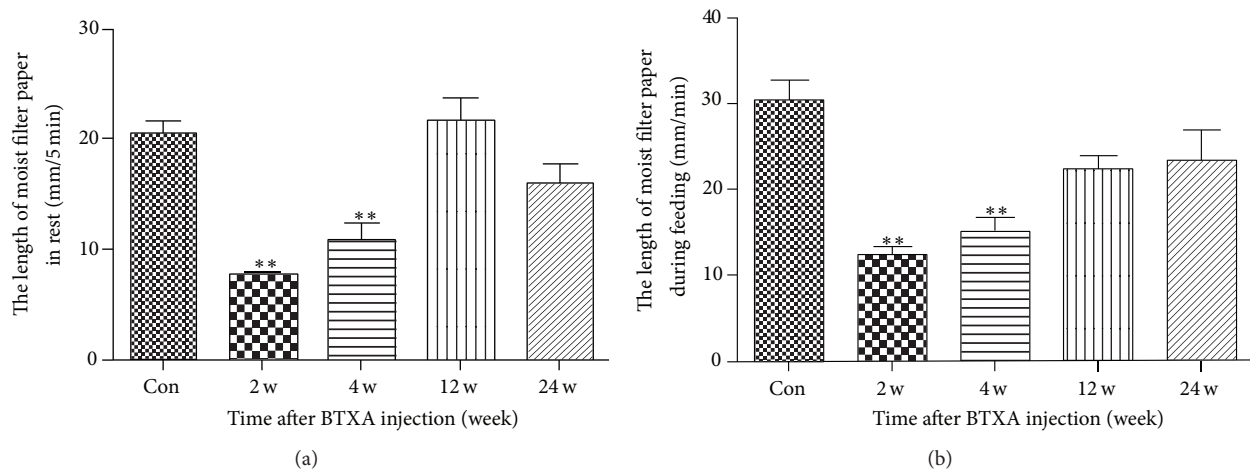 The length of moist filter paper
in rest (mm/5 min)
30
20
10
0
**
**
Con
2 w
4 w
12 w
24 w
Time after BTXA injection (week)
(a)
The length of moist filter paper
during feeding (mm/min)
40
30
20
10
0
**
**
Con
2 w
4 w
12 w
24 w
Time after BTXA injection (week)
(b)